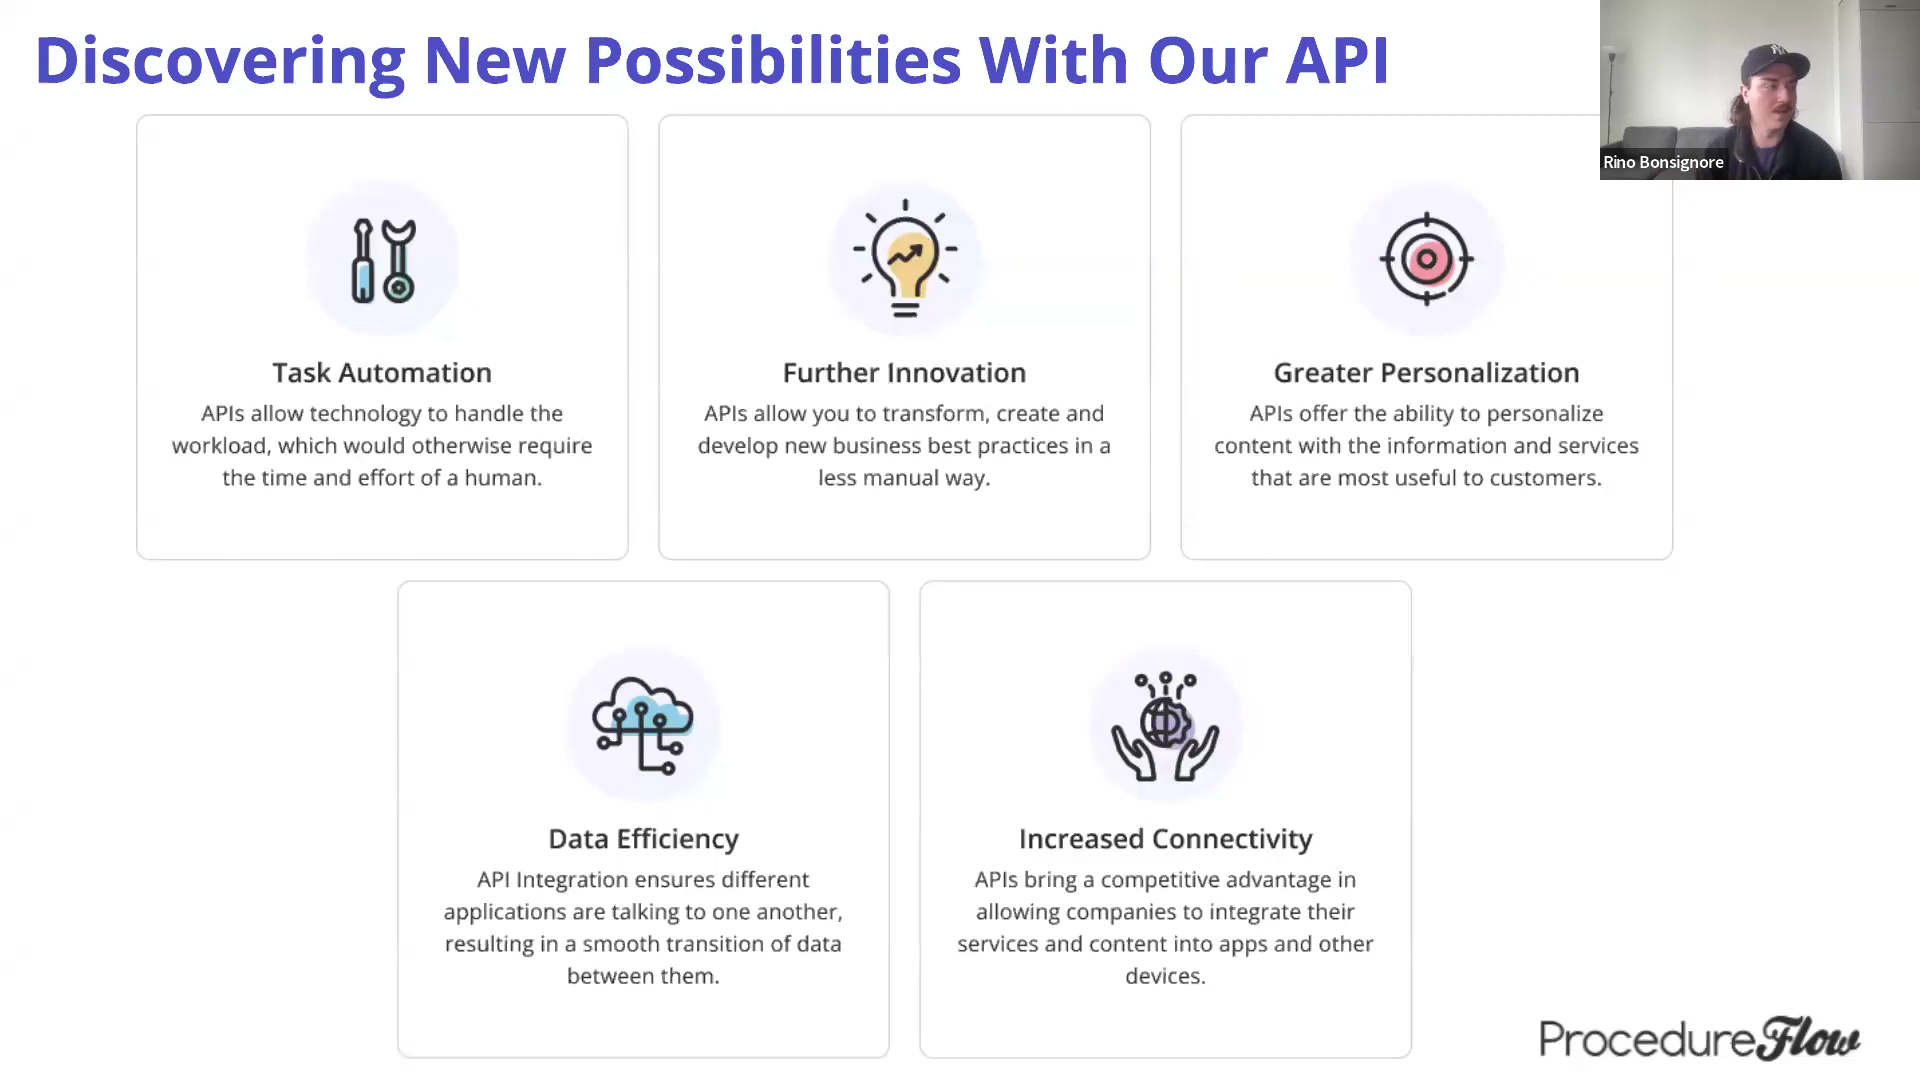 Discovering New Possibilities With Our API
Rino Bonsignore
Task Automation
APIs allow technology to handle the
workload, which would otherwise require
the time and effort of a human.
Further Innovation
APIs allow you to transform, create and
develop new business best practices in a
less manual way.
Greater Personalization
APIs offer the ability to personalize
content with the information and services
that are most useful to customers.
Data Efficiency
API Integration ensures different
applications are talking to one another,
resulting in a smooth transition of data
between them.
Increased Connectivity
APIs bring a competitive advantage in
allowing companies to integrate their
services and content into apps and other
devices.
ProcedureFlow